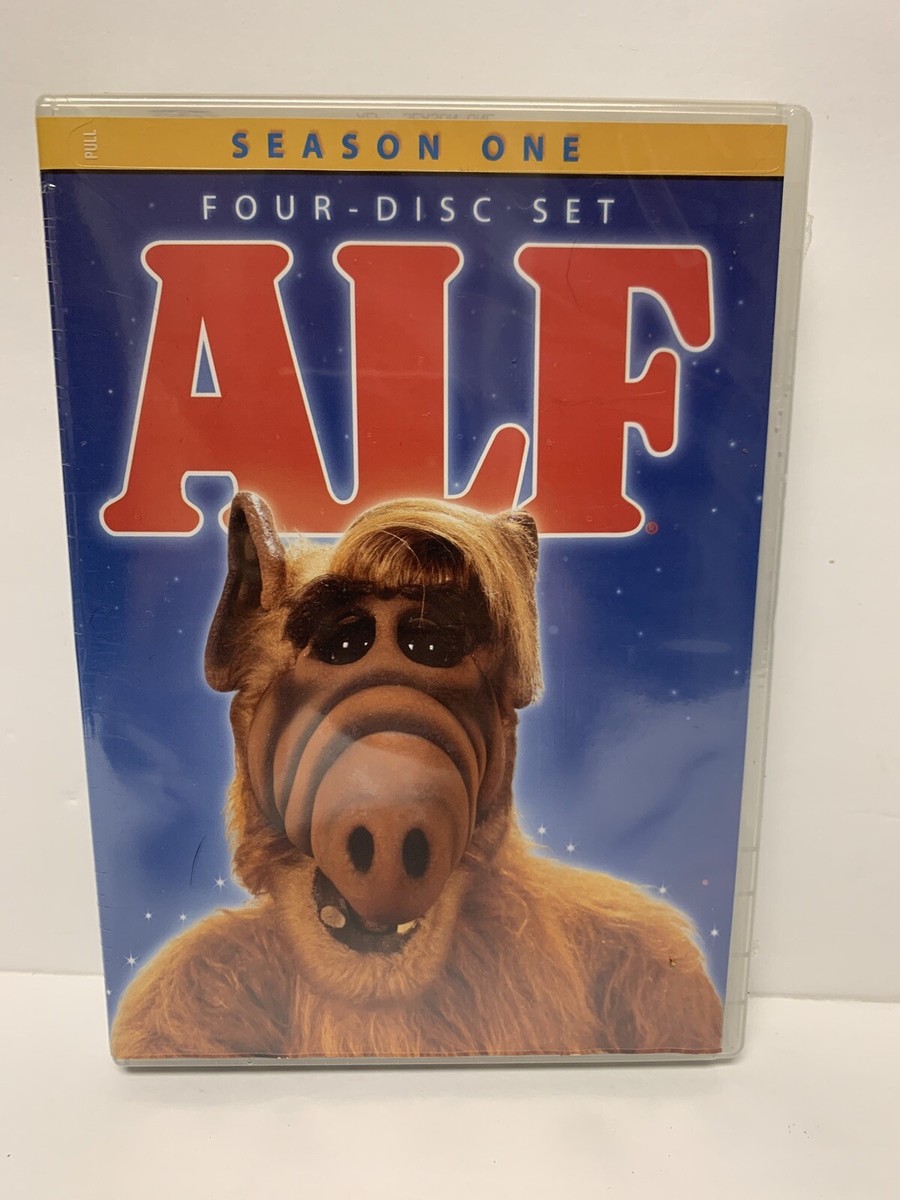 PULL
SEASON ONE
FOUR-DISC SET
ALF®